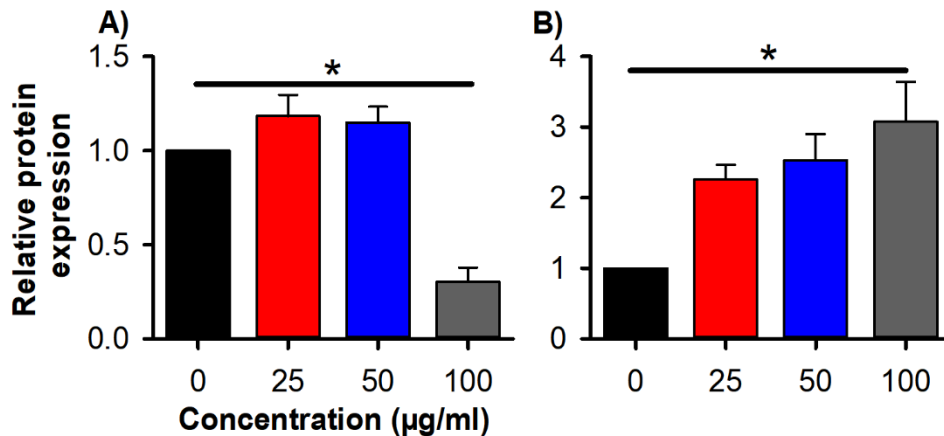 A)
B)
Relative protein
expression
1.5
1.0
0.5
0.0
*
0 25 50 100
Concentration (µg/ml)
4
3
2
1
0
*
0 25 50 100